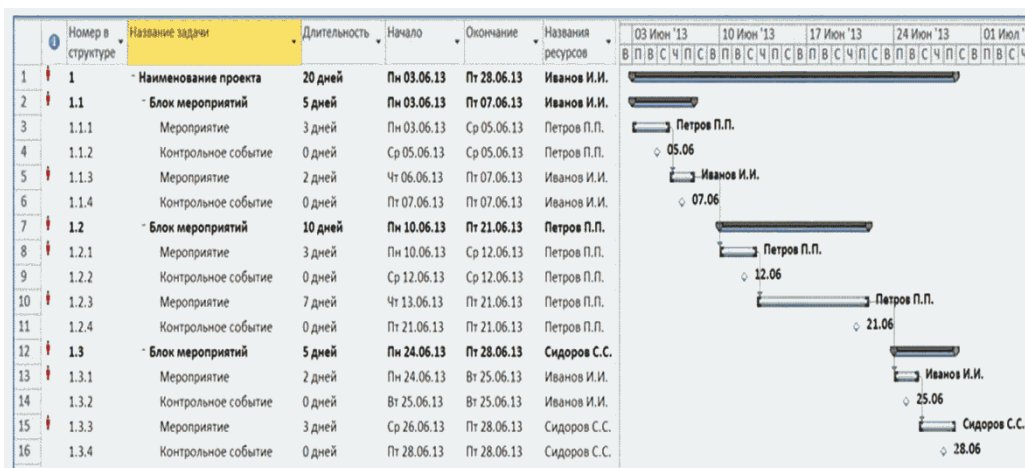 Номер в структуре Название задачи Длительность Начало Окончание Названия ресурсов 03 Июн '13 10 Июн '13 17 Июн '13 24 Июн '13 01 Июл '
В П В С Ч П С В П В С Ч П С В П В С Ч П С В П В С Ч П С В П В С Ч
1 1 - Наименование проекта 20 дней Пн 03.06.13 Пт 28.06.13 Иванов И.И.
2 1.1 - Блок мероприятий 5 дней Пн 03.06.13 Пт 07.06.13 Иванов И.И.
3 1.1.1 Мероприятие 3 дней Пн 03.06.13 Ср 05.06.13 Петров П.П. Петров П.П.
4 1.1.2 Контрольное событие 0 дней Ср 05.06.13 Ср 05.06.13 Петров П.П. 05.06
5 1.1.3 Мероприятие 2 дней Чт 06.06.13 Пт 07.06.13 Иванов И.И. Иванов И.И.
6 1.1.4 Контрольное событие 0 дней Пт 07.06.13 Пт 07.06.13 Иванов И.И. 07.06
7 1.2 - Блок мероприятий 10 дней Пн 10.06.13 Пт 21.06.13 Петров П.П.
8 1.2.1 Мероприятие 3 дней Пн 10.06.13 Ср 12.06.13 Петров П.П. Петров П.П.
9 1.2.2 Контрольное событие 0 дней Ср 12.06.13 Ср 12.06.13 Петров П.П. 12.06
10 1.2.3 Мероприятие 7 дней Чт 13.06.13 Пт 21.06.13 Петров П.П. Петров П.П.
11 1.2.4 Контрольное событие 0 дней Пт 21.06.13 Пт 21.06.13 Петров П.П. 21.06
12 1.3 - Блок мероприятий 5 дней Пн 24.06.13 Пт 28.06.13 Сидоров С.С.
13 1.3.1 Мероприятие 2 дней Пн 24.06.13 Вт 25.06.13 Иванов И.И. Иванов И.И.
14 1.3.2 Контрольное событие 0 дней Вт 25.06.13 Вт 25.06.13 Иванов И.И. 25.06
15 1.3.3 Мероприятие 3 дней Ср 26.06.13 Пт 28.06.13 Сидоров С.С. Сидоров С.С.
16 1.3.4 Контрольное событие 0 дней Пт 28.06.13 Пт 28.06.13 Сидоров С.С. 28.06